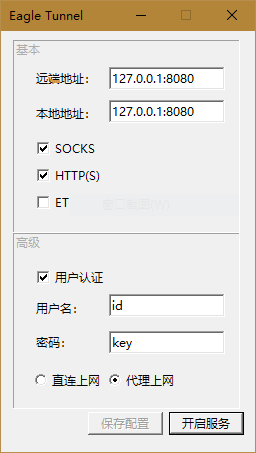 Eagle Tunnel
基本
远端地址： 127.0.0.1:8080
本地地址： 127.0.0.1:8080
SOCKS
HTTP(S)
ET
高级
用户认证
用户名： id
密码： key
直连上网 代理上网
保存配置 开启服务